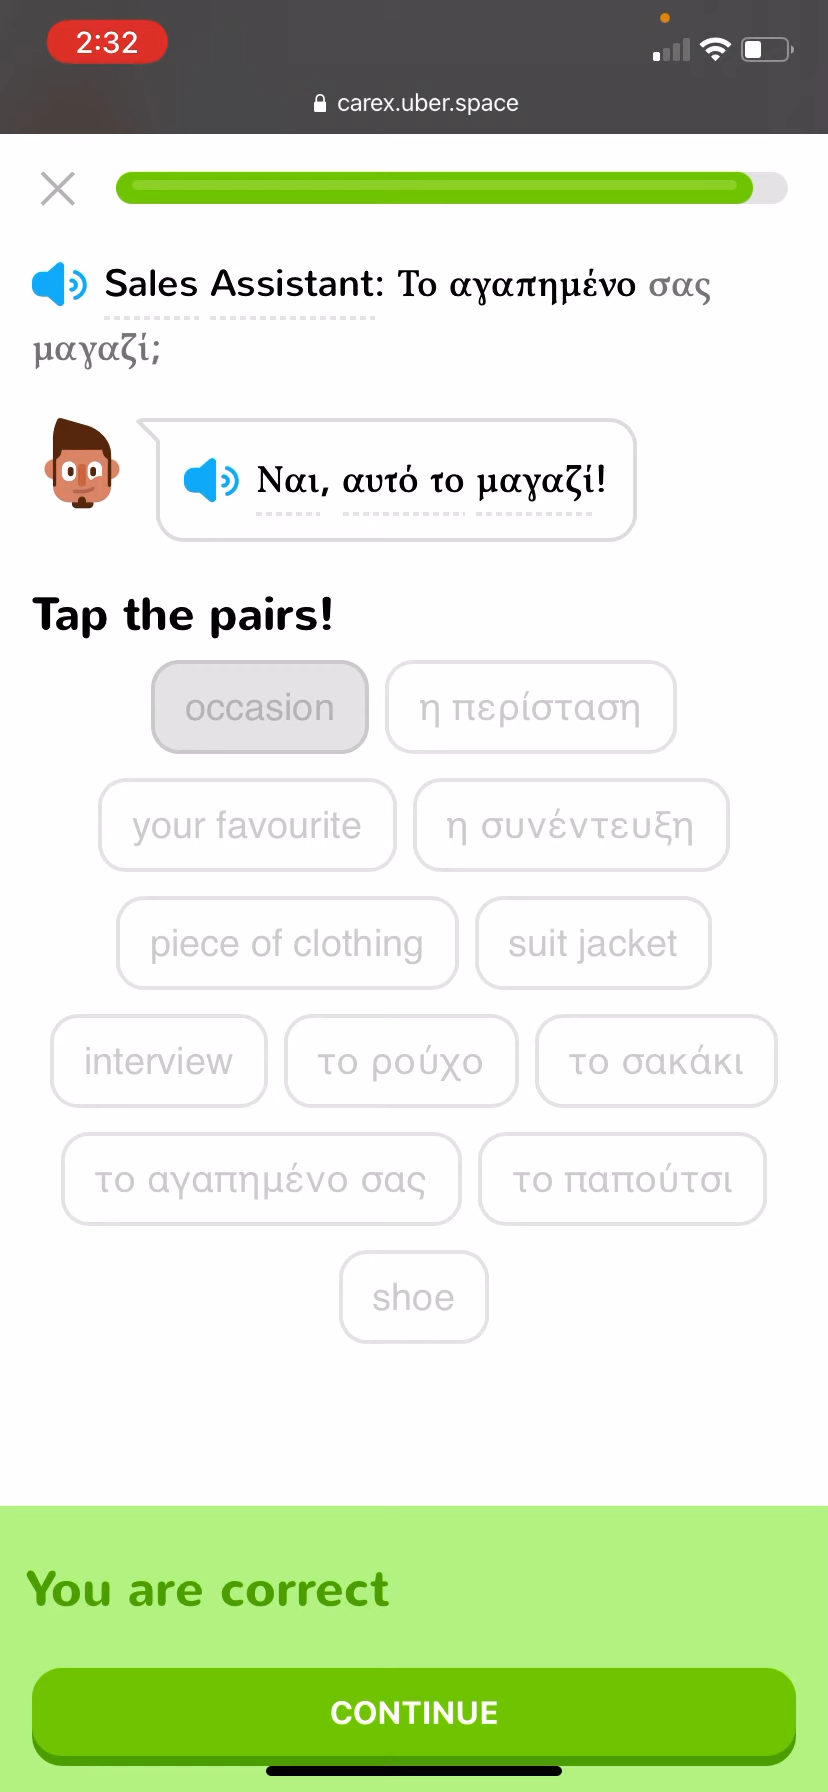 2:32
carex.uber.space
Sales Assistant: Το αγαπημένο σας
μαγαζί;
Ναι, αυτό το μαγαζί!
Tap the pairs!
occasion
η περίσταση
your favourite
η συνέντευξη
piece of clothing
suit jacket
interview
το ρούχο
το σακάκι
το αγαπημένο σας
το παπούτσι
shoe
You are correct
CONTINUE